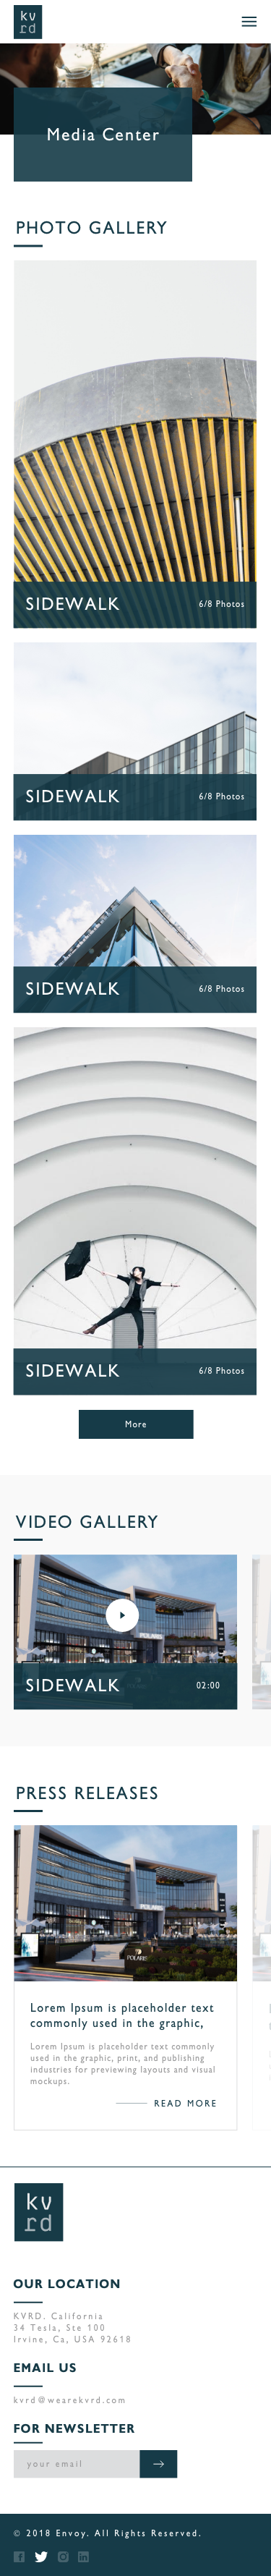 kv
rd
Media Center
PHOTO GALLERY
SIDEWALK
6/8 Photos
SIDEWALK
6/8 Photos
SIDEWALK
6/8 Photos
SIDEWALK
6/8 Photos
More
VIDEO GALLERY
SIDEWALK
02:00
PRESS RELEASES
POLARIS
Lorem Ipsum is placeholder text
commonly used in the graphic,
Lorem Ipsum is placeholder text commonly
used in the graphic, print, and publishing
industries for previewing layouts and visual
mockups.
READ MORE
kv
rd
OUR LOCATION
KVRD. California
34 Tesla, Ste 100
Irvine, Ca, USA 92618
EMAIL US
kvrd@wearekvrd.com
FOR NEWSLETTER
your email
© 2018 Envoy. All Rights Reserved.